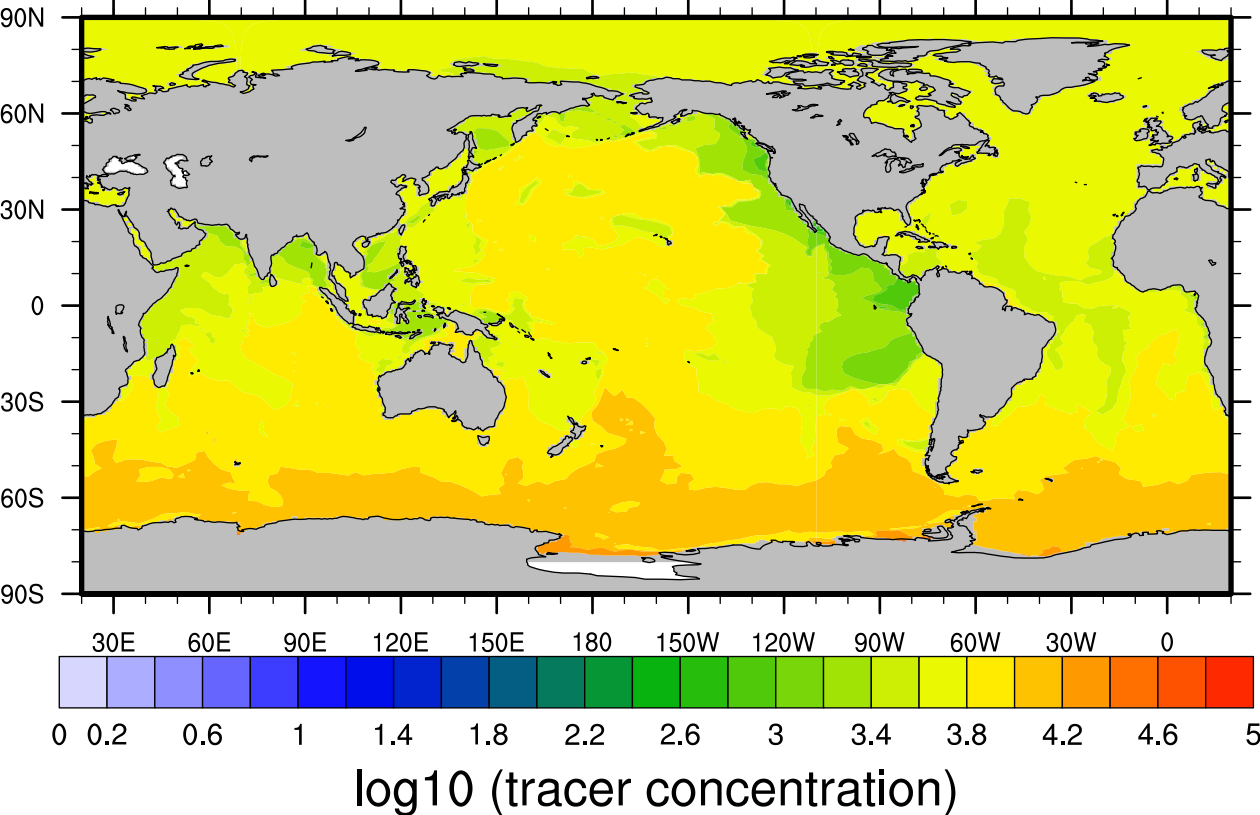 90N
60N
30N
0
30S
60S
90S
30E 60E 90E 120E 150E 180 150W 120W 90W 60W 30W 0
0 0.2 0.6 1 1.4 1.8 2.2 2.6 3 3.4 3.8 4.2 4.6 5
log10 (tracer concentration)